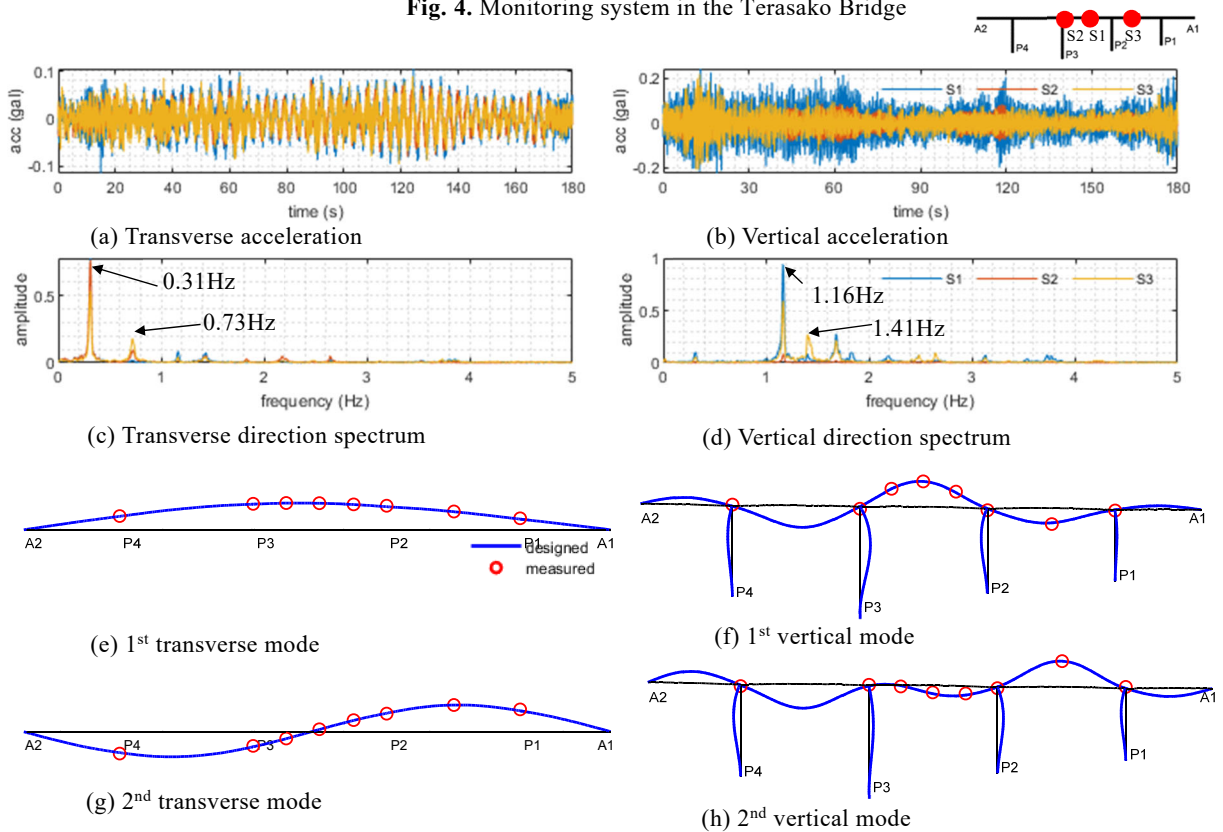 Fig. 4. Monitoring system in the Terasako Bridge
A2 P4 P3 S2 S1 P2 S3 P1 A1
acc (gal)
0.1
0
-0.1
0 20 40 60 80 100 120 140 160 180
time (s)
(a) Transverse acceleration
acc (gal)
0.2
0
-0.2
S1 S2 S3
0 30 60 90 120 150 180
time (s)
(b) Vertical acceleration
amplitude
0.5
0
0.31Hz
0.73Hz
0 1 2 3 4 5
frequency (Hz)
(c) Transverse direction spectrum
amplitude
1
0.5
0
S1 S2 S3
1.16Hz
1.41Hz
0 1 2 3 4 5
frequency (Hz)
(d) Vertical direction spectrum
A2 P4 P3 P2 P1 A1
designed
measured
(e) 1st transverse mode
A2 P4 P3 P2 P1 A1
(f) 1st vertical mode
A2 P4 P3 P2 P1 A1
(g) 2nd transverse mode
A2 P4 P3 P2 P1 A1
(h) 2nd vertical mode